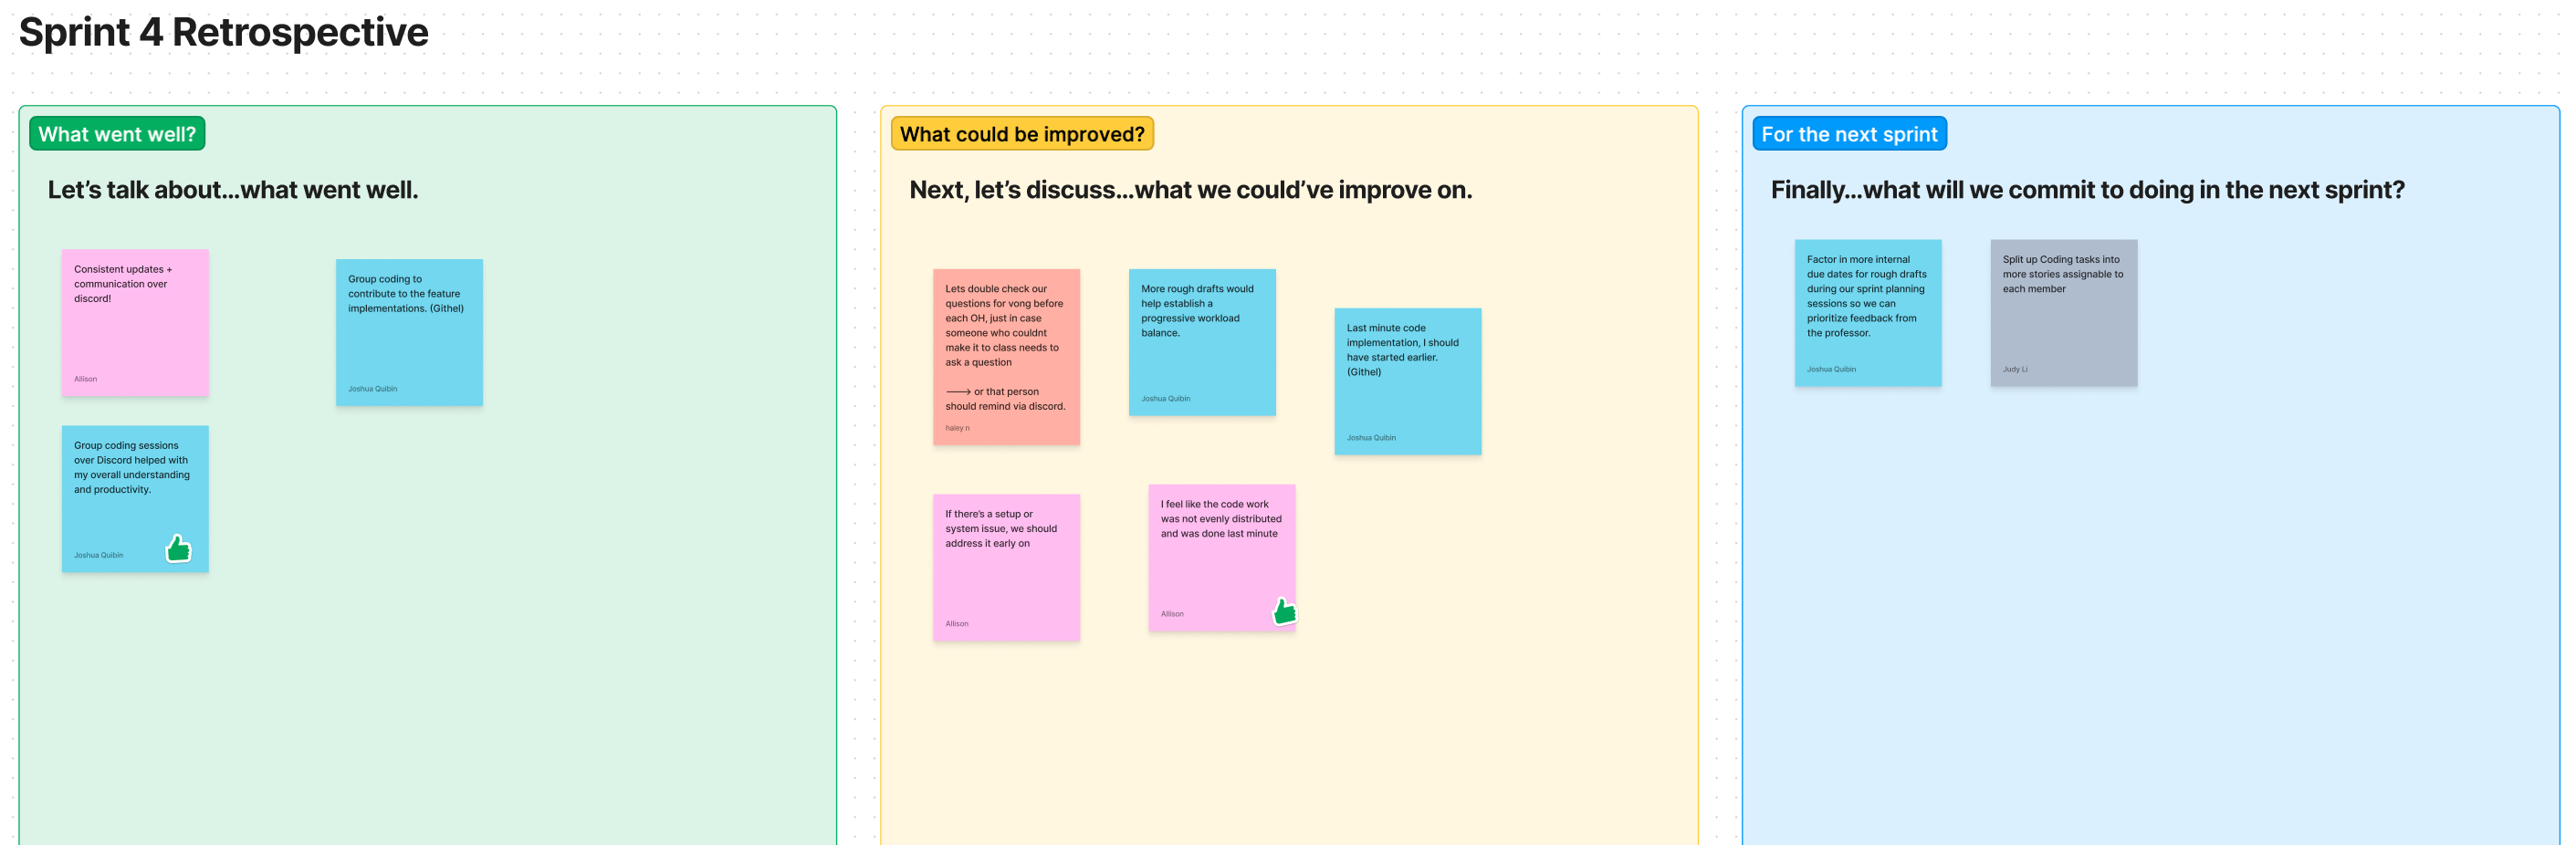 Sprint 4 Retrospective
What went well?
Let's talk about...what went well.
Consistent updates +
communication over
discord!
Allison
Group coding to
contribute to the feature
implementations. (Githel)
Joshua Quibin
Group coding sessions
over Discord helped with
my overall understanding
and productivity.
Joshua Quibin
What could be improved?
Next, let's discuss...what we could've improve on.
Lets double check our
questions for vong before
each OH, just in case
someone who couldnt
make it to class needs to
ask a question
⟶ or that person
should remind via discord.
haley n
More rough drafts would
help establish a
progressive workload
balance.
Joshua Quibin
Last minute code
implementation, I should
have started earlier.
(Githel)
Joshua Quibin
If there's a setup or
system issue, we should
address it early on
Allison
I feel like the code work
was not evenly distributed
and was done last minute
Allison
For the next sprint
Finally...what will we commit to doing in the next sprint?
Factor in more internal
due dates for rough drafts
during our sprint planning
sessions so we can
prioritize feedback from
the professor.
Joshua Quibin
Split up Coding tasks into
more stories assignable to
each member
Judy Li